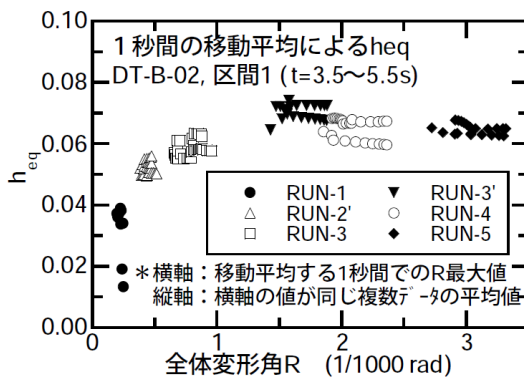 0.10
1秒間の移動平均によるheq
DT-B-02, 区間1 ( t=3.5〜5.5s)
0.08
0.06
heq
0.04
0.02
0.00
RUN-1
RUN-2'
RUN-3
RUN-3'
RUN-4
RUN-5
＊横軸：移動平均する1秒間でのR最大値
縦軸：横軸の値が同じ複数ﾃﾞｰﾀの平均値
0 1 2 3
全体変形角R (1/1000 rad)